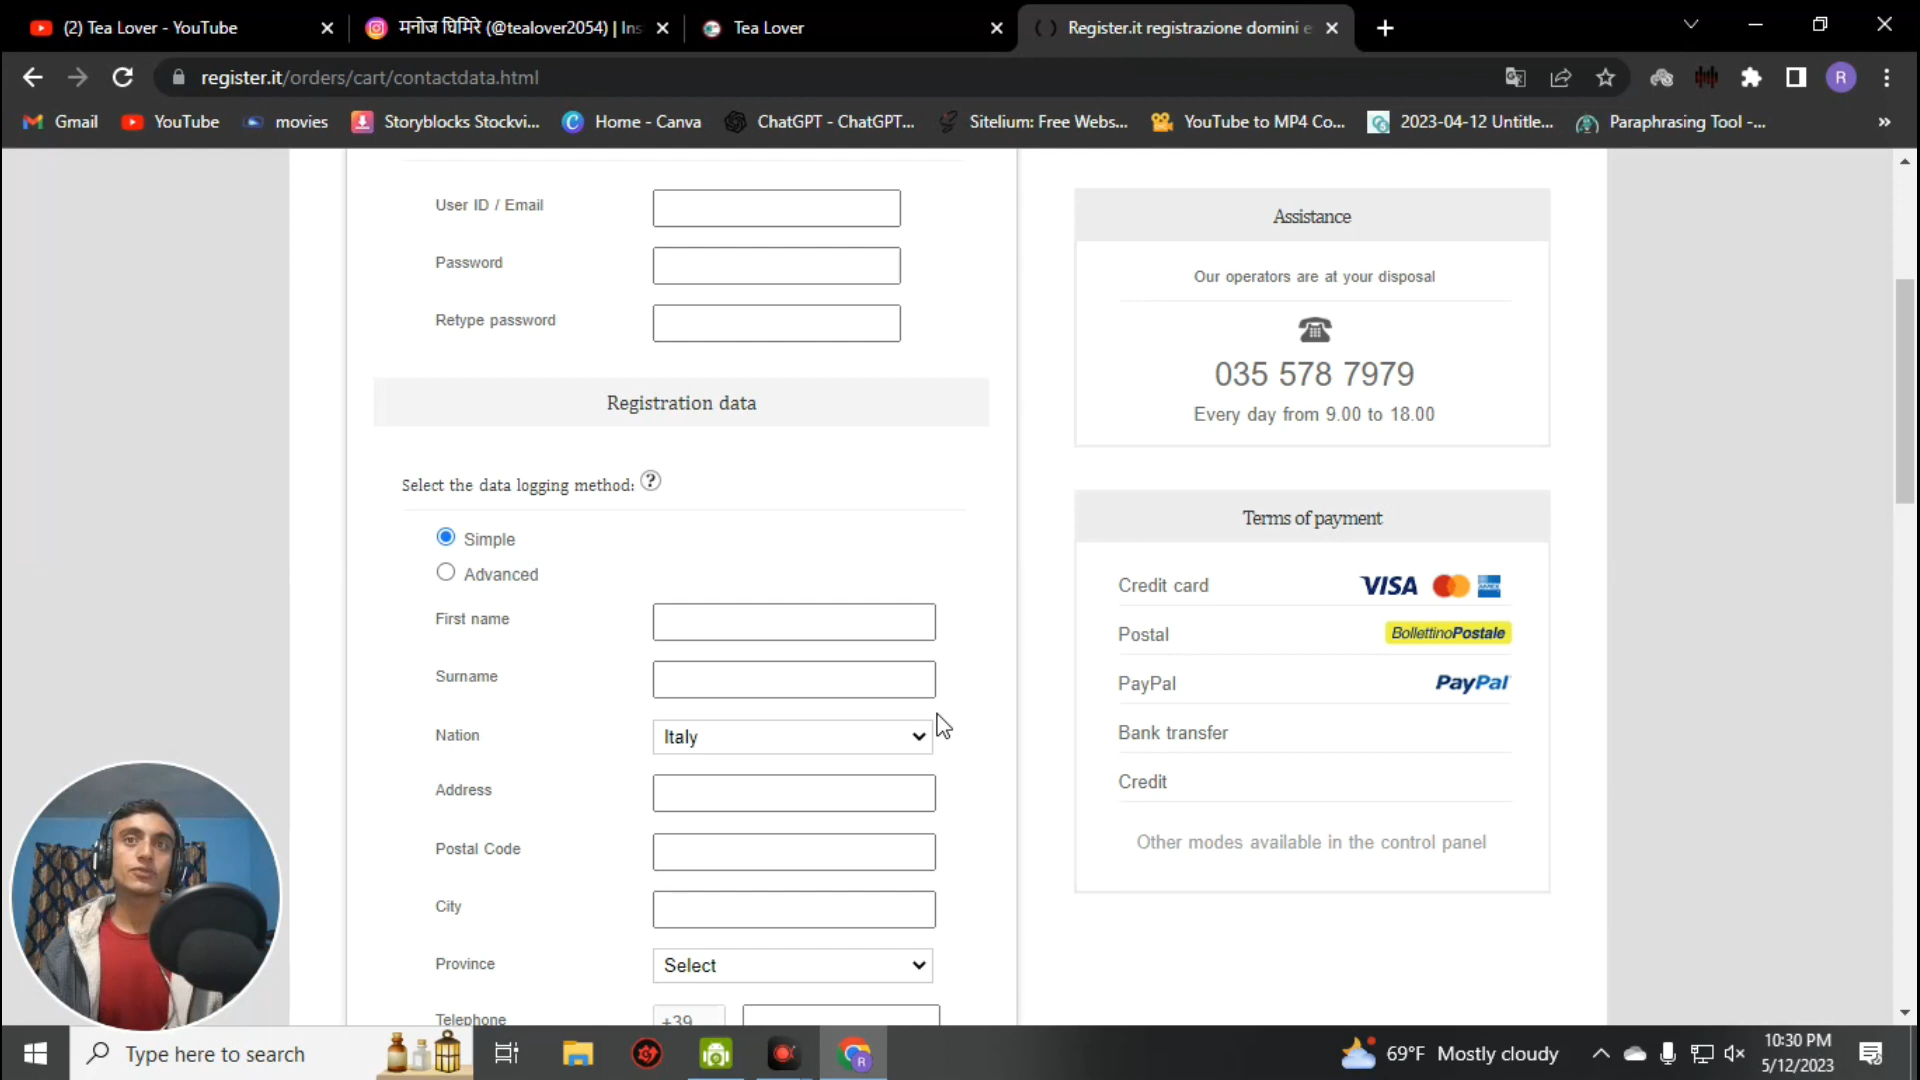 (2) Tea Lover - YouTube
मनोज घिमिरे (@tealover2054) | Ins
Tea Lover
Register.it registrazione domini e
register.it/orders/cart/contactdata.html
R
Gmail
YouTube
movies
Storyblocks Stockvi...
Home - Canva
ChatGPT - ChatGPT...
Sitelium: Free Webs...
YouTube to MP4 Co...
2023-04-12 Untitle...
Paraphrasing Tool -...
»
User ID / Email
Password
Retype password
Registration data
Select the data logging method: ?
Simple
Advanced
First name
Surname
Nation
Italy
Address
Postal Code
City
Province
Select
Telephone
+39
Assistance
Our operators are at your disposal
035 578 7979
Every day from 9.00 to 18.00
Terms of payment
Credit card
VISA
Postal
BollettinoPostale
PayPal
PayPal
Bank transfer
Credit
Other modes available in the control panel
Type here to search
R
69°F Mostly cloudy
10:30 PM
5/12/2023